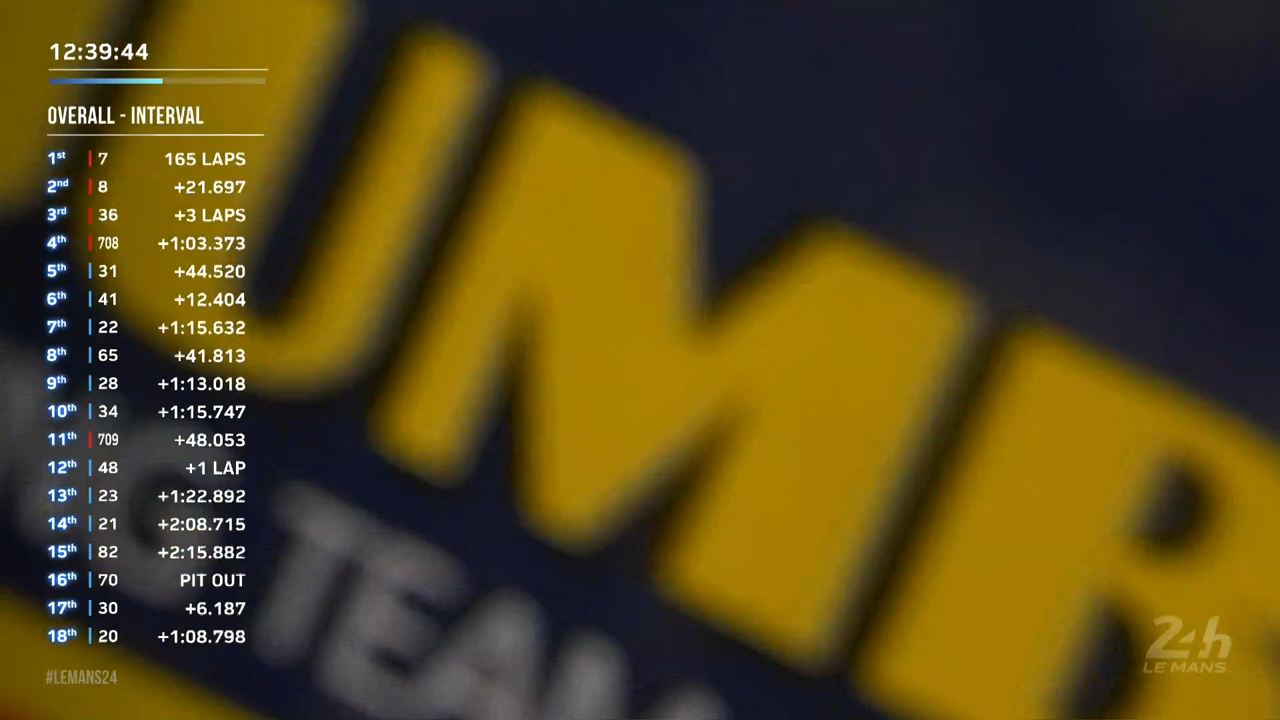 12:39:44
OVERALL - INTERVAL
1st 7 165 LAPS
2nd 8 +21.697
3rd 36 +3 LAPS
4th 708 +1:03.373
5th 31 +44.520
6th 41 +12.404
7th 22 +1:15.632
8th 65 +41.813
9th 28 +1:13.018
10th 34 +1:15.747
11th 709 +48.053
12th 48 +1 LAP
13th 23 +1:22.892
14th 21 +2:08.715
15th 82 +2:15.882
16th 70 PIT OUT
17th 30 +6.187
18th 20 +1:08.798
#LEMANS24
24h
LE MANS
UMR
TEAM